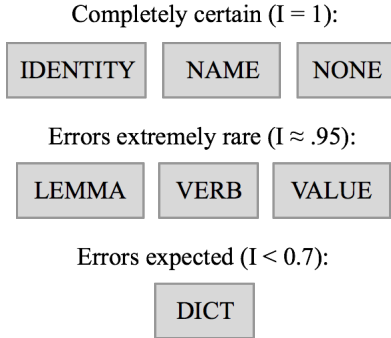 Completely certain (I = 1):
IDENTITY NAME NONE
Errors extremely rare (I ≈ .95):
LEMMA VERB VALUE
Errors expected (I < 0.7):
DICT